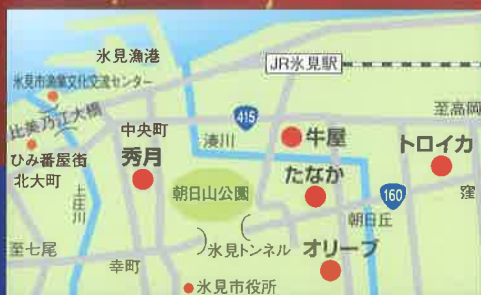 氷見漁港
JR氷見駅
氷見市漁業文化交流センター
比美乃江大橋
415
至高岡
中央町
湊川
牛屋
トロイカ
ひみ番屋街
秀月
北大町
たなか
朝日山公園
上庄川
160
窪
朝日丘
至七尾
氷見トンネル
オリーブ
幸町
氷見市役所